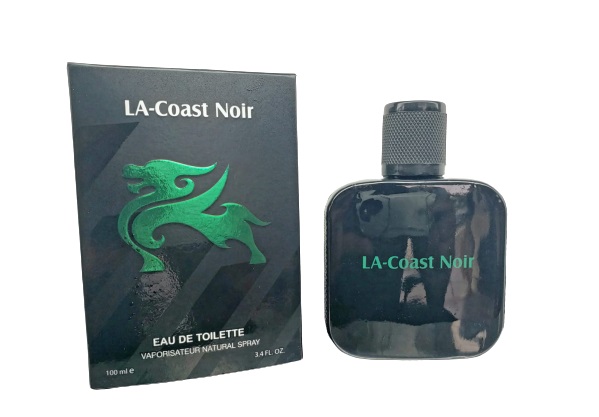 LA-Coast Noir
EAU DE TOILETTE
VAPORISATEUR NATURAL SPRAY
100 ml e 3.4 FL. OZ.
LA-Coast Noir